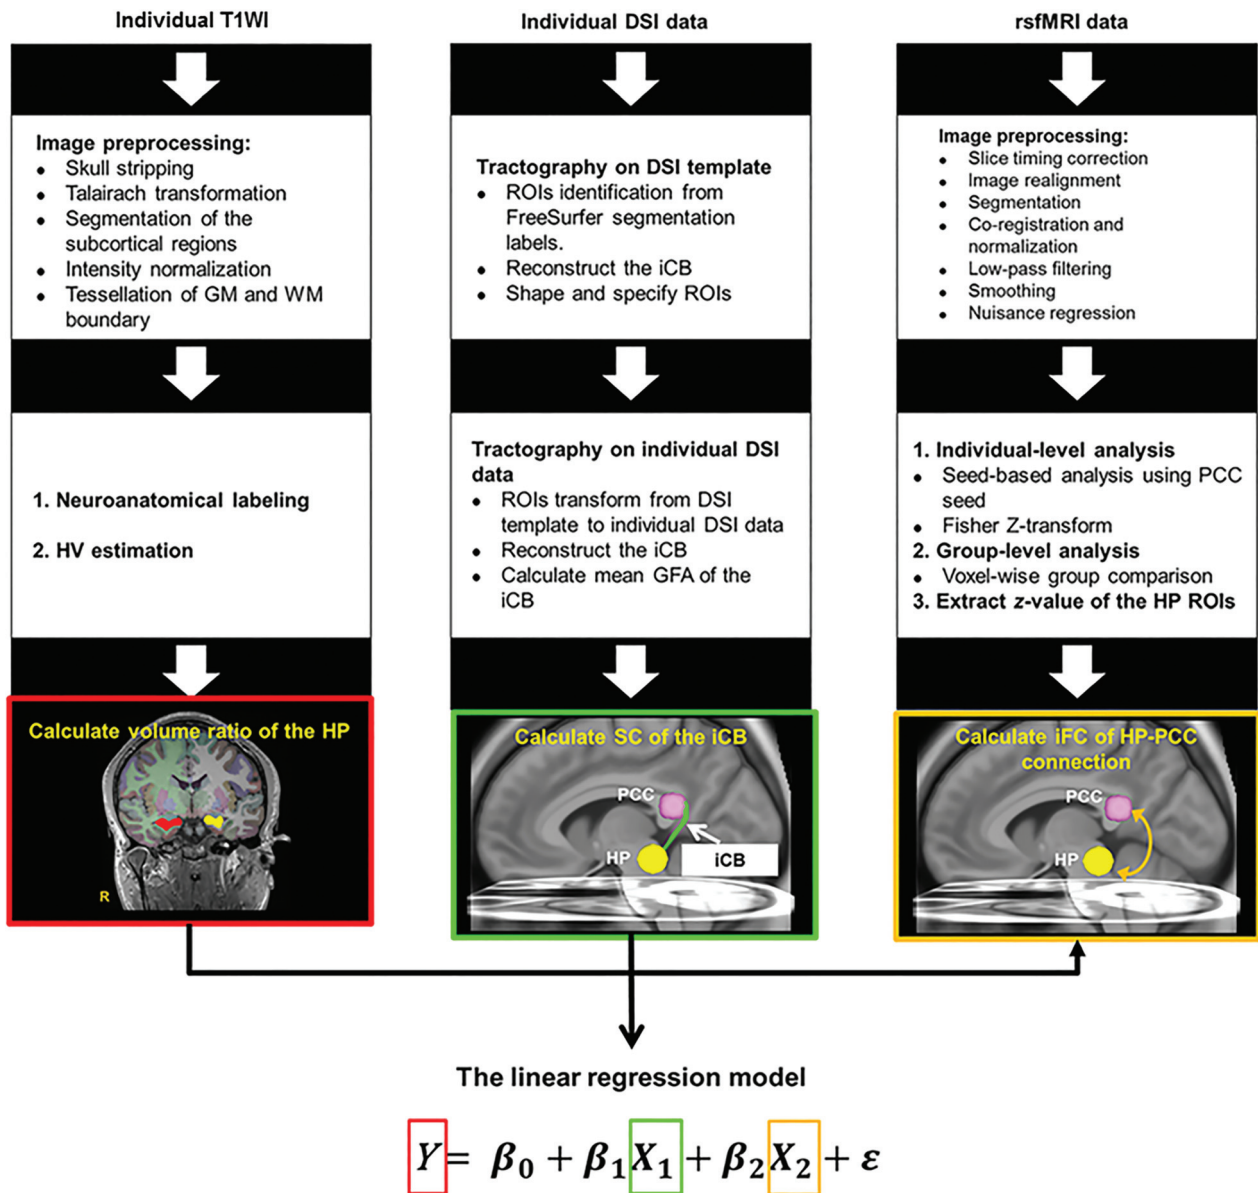 Individual T1WI
Image preprocessing:
• Skull stripping
• Talairach transformation
• Segmentation of the
subcortical regions
• Intensity normalization
• Tessellation of GM and WM
boundary
1. Neuroanatomical labeling
2. HV estimation
Calculate volume ratio of the HP
R
Individual DSI data
Tractography on DSI template
• ROIs identification from
FreeSurfer segmentation
labels.
• Reconstruct the iCB
• Shape and specify ROIs
Tractography on individual DSI
data
• ROIs transform from DSI
template to individual DSI data
• Reconstruct the iCB
• Calculate mean GFA of the
iCB
Calculate SC of the iCB
PCC
HP
iCB
rsfMRI data
Image preprocessing:
• Slice timing correction
• Image realignment
• Segmentation
• Co-registration and
normalization
• Low-pass filtering
• Smoothing
• Nuisance regression
1. Individual-level analysis
• Seed-based analysis using PCC
seed
• Fisher Z-transform
2. Group-level analysis
• Voxel-wise group comparison
3. Extract z-value of the HP ROIs
Calculate iFC of HP-PCC
connection
PCC
HP
The linear regression model
Y = β₀ + β₁X₁ + β₂X₂ + ε